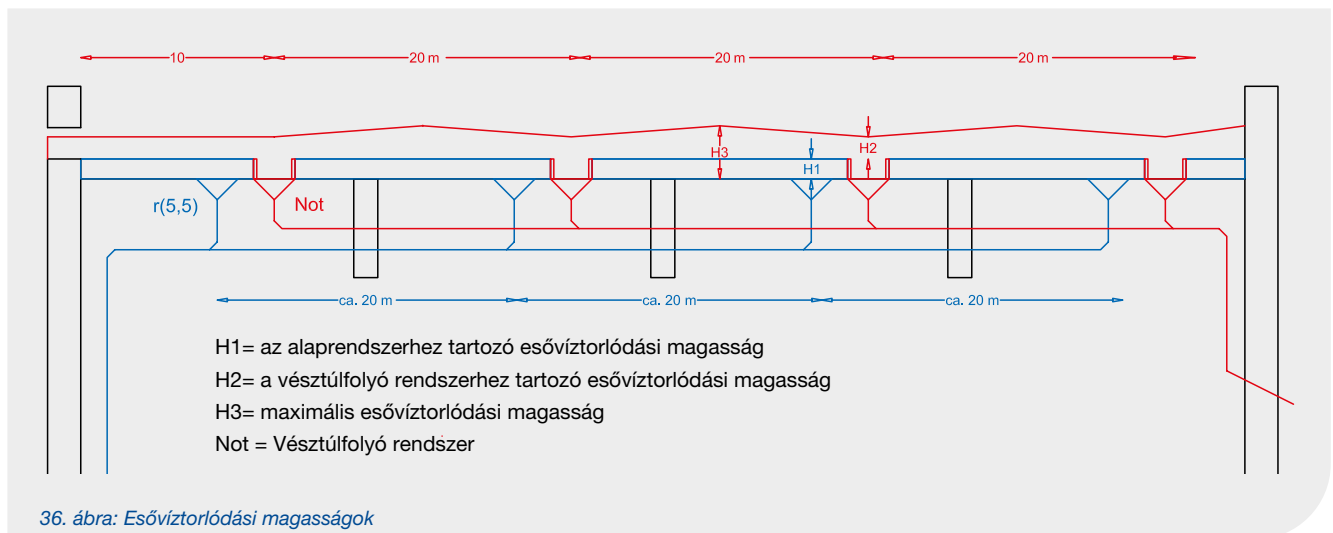 10
20 m
20 m
20 m
H3
H1
H2
r(5,5)
Not
ca. 20 m
ca. 20 m
ca. 20 m
H1= az alaprendszerhez tartozó esővíztorlódási magasság
H2= a vésztúlfolyó rendszerhez tartozó esővíztorlódási magasság
H3= maximális esővíztorlódási magasság
Not = Vésztúlfolyó rendszer
36. ábra: Esővíztorlódási magasságok